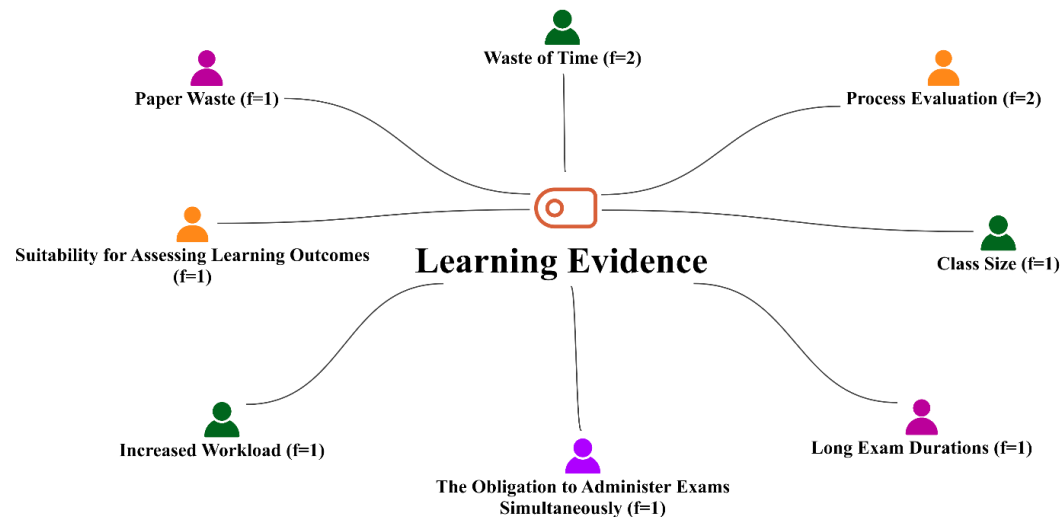 Waste of Time (f=2)
Paper Waste (f=1)
Process Evaluation (f=2)
Suitability for Assessing Learning Outcomes
(f=1)
Learning Evidence
Class Size (f=1)
Increased Workload (f=1)
Long Exam Durations (f=1)
The Obligation to Administer Exams
Simultaneously (f=1)